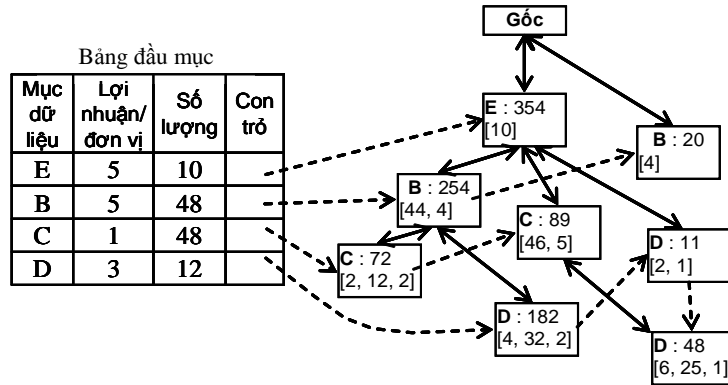 Gốc
Bảng đầu mục
Mục dữ liệu Lợi nhuận/ đơn vị Số lượng Con trỏ
E 5 10
B 5 48
C 1 48
D 3 12
E : 354
[10]
B : 20
[4]
B : 254
[44, 4]
C : 89
[46, 5]
D : 11
[2, 1]
C : 72
[2, 12, 2]
D : 182
[4, 32, 2]
D : 48
[6, 25, 1]